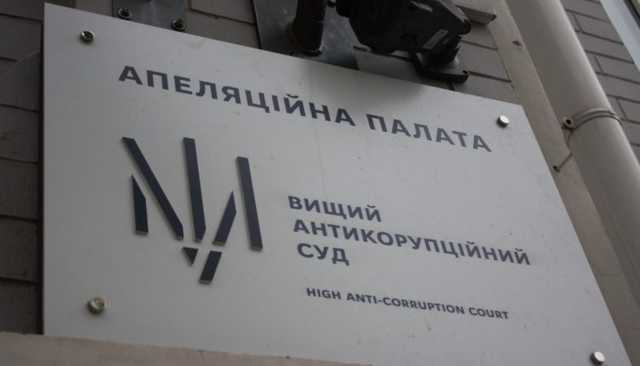 АПЕЛЯЦІЙНА ПАЛАТА
ВИЩИЙ
АНТИКОРУПЦІЙНИЙ
СУД
HIGH ANTI-CORRUPTION COURT